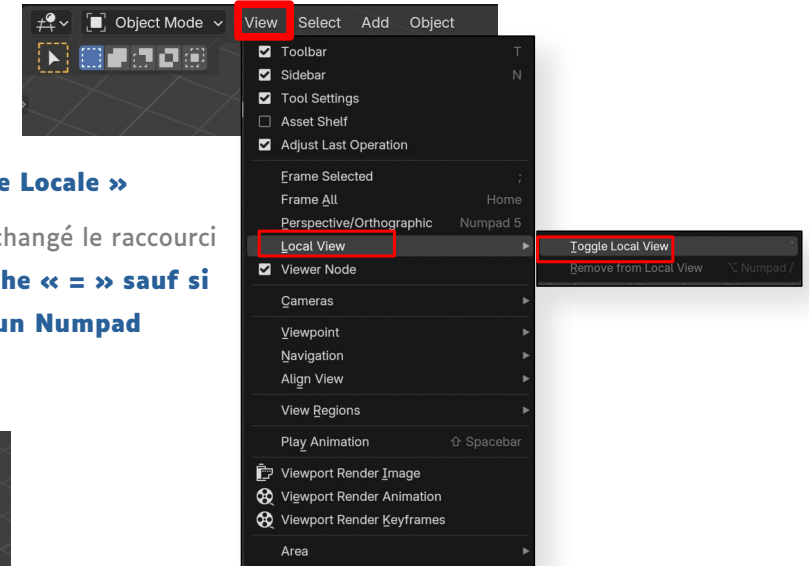 Object Mode View Select Add Object
Toolbar T
Sidebar N
Tool Settings
Asset Shelf
Adjust Last Operation
Frame Selected ;
Frame All Home
Perspective/Orthographic Numpad 5
Local View
Toggle Local View
Remove from Local View ⌥ Numpad /
Viewer Node
Cameras
Viewpoint
Navigation
Align View
View Regions
Play Animation ⇧ Spacebar
Viewport Render Image
Viewport Render Animation
Viewport Render Keyframes
Area
e Locale »
changé le raccourci
he « = » sauf si
un Numpad